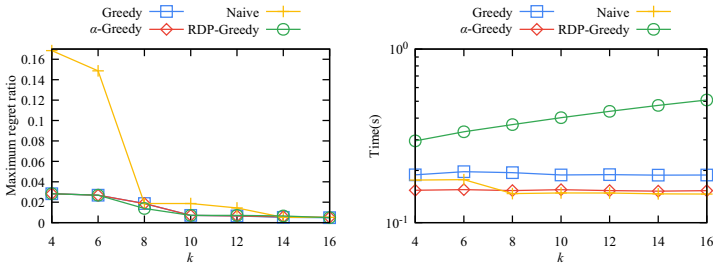 Greedy Naive
α-Greedy RDP-Greedy
Maximum regret ratio
0.16
0.14
0.12
0.1
0.08
0.06
0.04
0.02
0
4 6 8 10 12 14 16
k
Greedy Naive
α-Greedy RDP-Greedy
Time(s)
10^0
10^-1
4 6 8 10 12 14 16
k